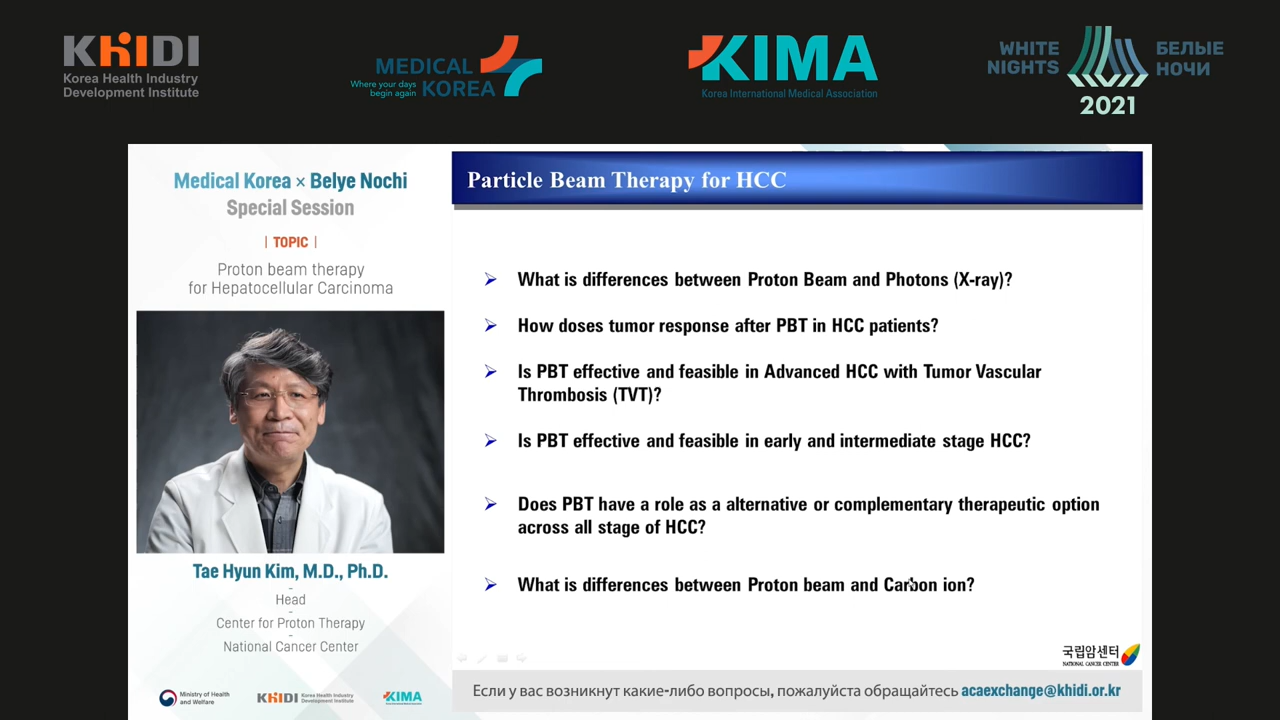 KHIDI
Korea Health Industry
Development Institute
MEDICAL
KOREA
Where your days
begin again
KIMA
Korea International Medical Association
WHITE
NIGHTS
БЕЛЫЕ
НОЧИ
2021
Medical Korea × Belye Nochi
Special Session
| TOPIC |
Proton beam therapy
for Hepatocellular Carcinoma
Tae Hyun Kim, M.D., Ph.D.
-
Head
-
Center for Proton Therapy
-
National Cancer Center
Ministry of Health
and Welfare
KHIDI
Korea Health Industry
Development Institute
KIMA
Particle Beam Therapy for HCC
What is differences between Proton Beam and Photons (X-ray)?
How doses tumor response after PBT in HCC patients?
Is PBT effective and feasible in Advanced HCC with Tumor Vascular
Thrombosis (TVT)?
Is PBT effective and feasible in early and intermediate stage HCC?
Does PBT have a role as a alternative or complementary therapeutic option
across all stage of HCC?
What is differences between Proton beam and Carbon ion?
국립암센터
NATIONAL CANCER CENTER
Если у вас возникнут какие-либо вопросы, пожалуйста обращайтесь acaexchange@khidi.or.kr